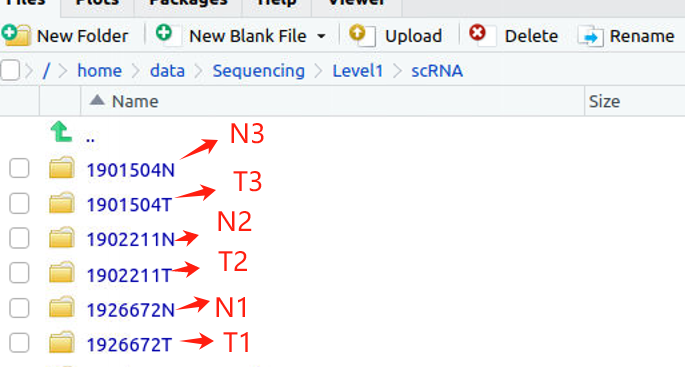 Files Plots Packages Help Viewer
New Folder New Blank File Upload Delete Rename
/ home data Sequencing Level1 scRNA
Name Size
..
1901504N N3
1901504T T3
1902211N N2
1902211T T2
1926672N N1
1926672T T1